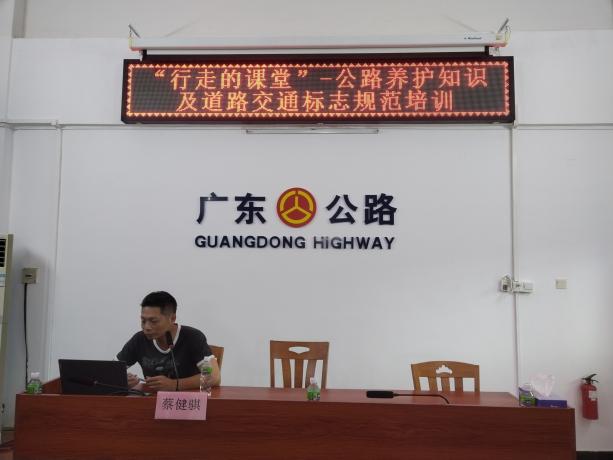 “行走的课堂”-公路养护知识
及道路交通标志规范培训
广东公路
GUANGDONG HIGHWAY
蔡健骐